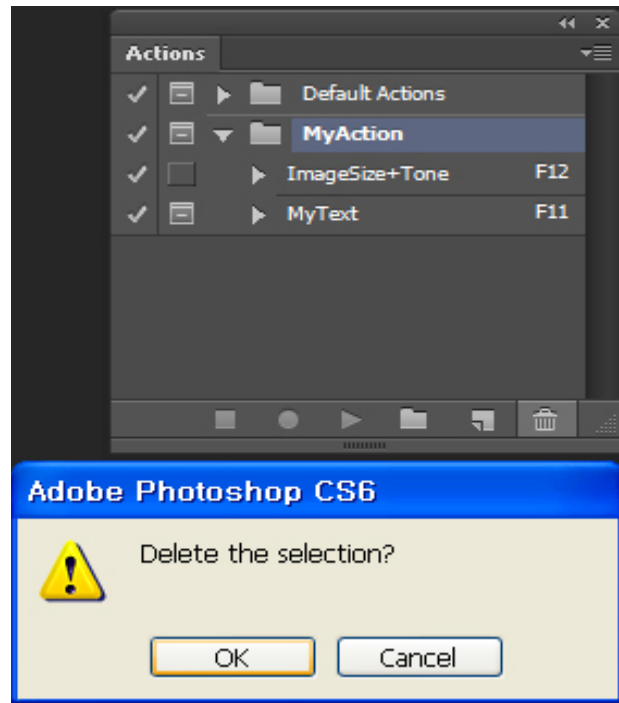 Actions
Default Actions
MyAction
ImageSize+Tone F12
MyText F11
Adobe Photoshop CS6
Delete the selection?
OK Cancel